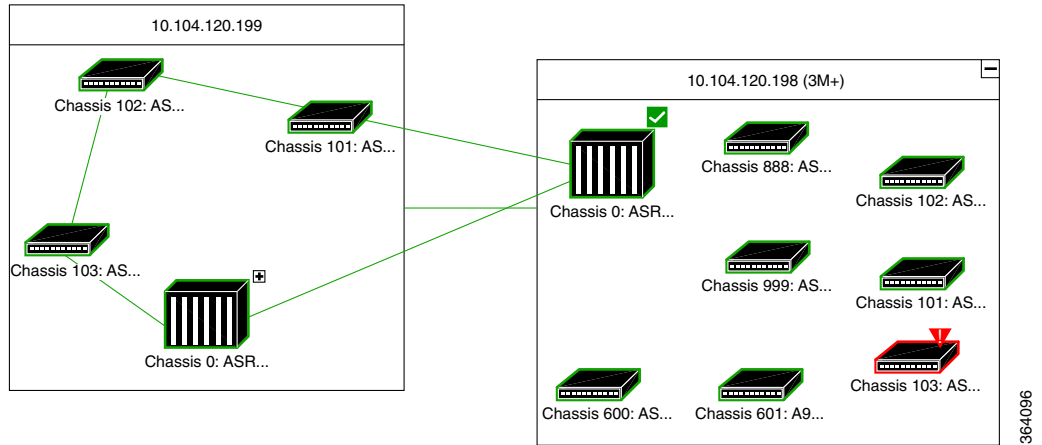 10.104.120.199
Chassis 102: AS...
Chassis 101: AS...
Chassis 103: AS...
Chassis 0: ASR...
10.104.120.198 (3M+)
Chassis 0: ASR...
Chassis 888: AS...
Chassis 102: AS...
Chassis 999: AS...
Chassis 101: AS...
Chassis 103: AS...
Chassis 600: AS...
Chassis 601: A9...
364096